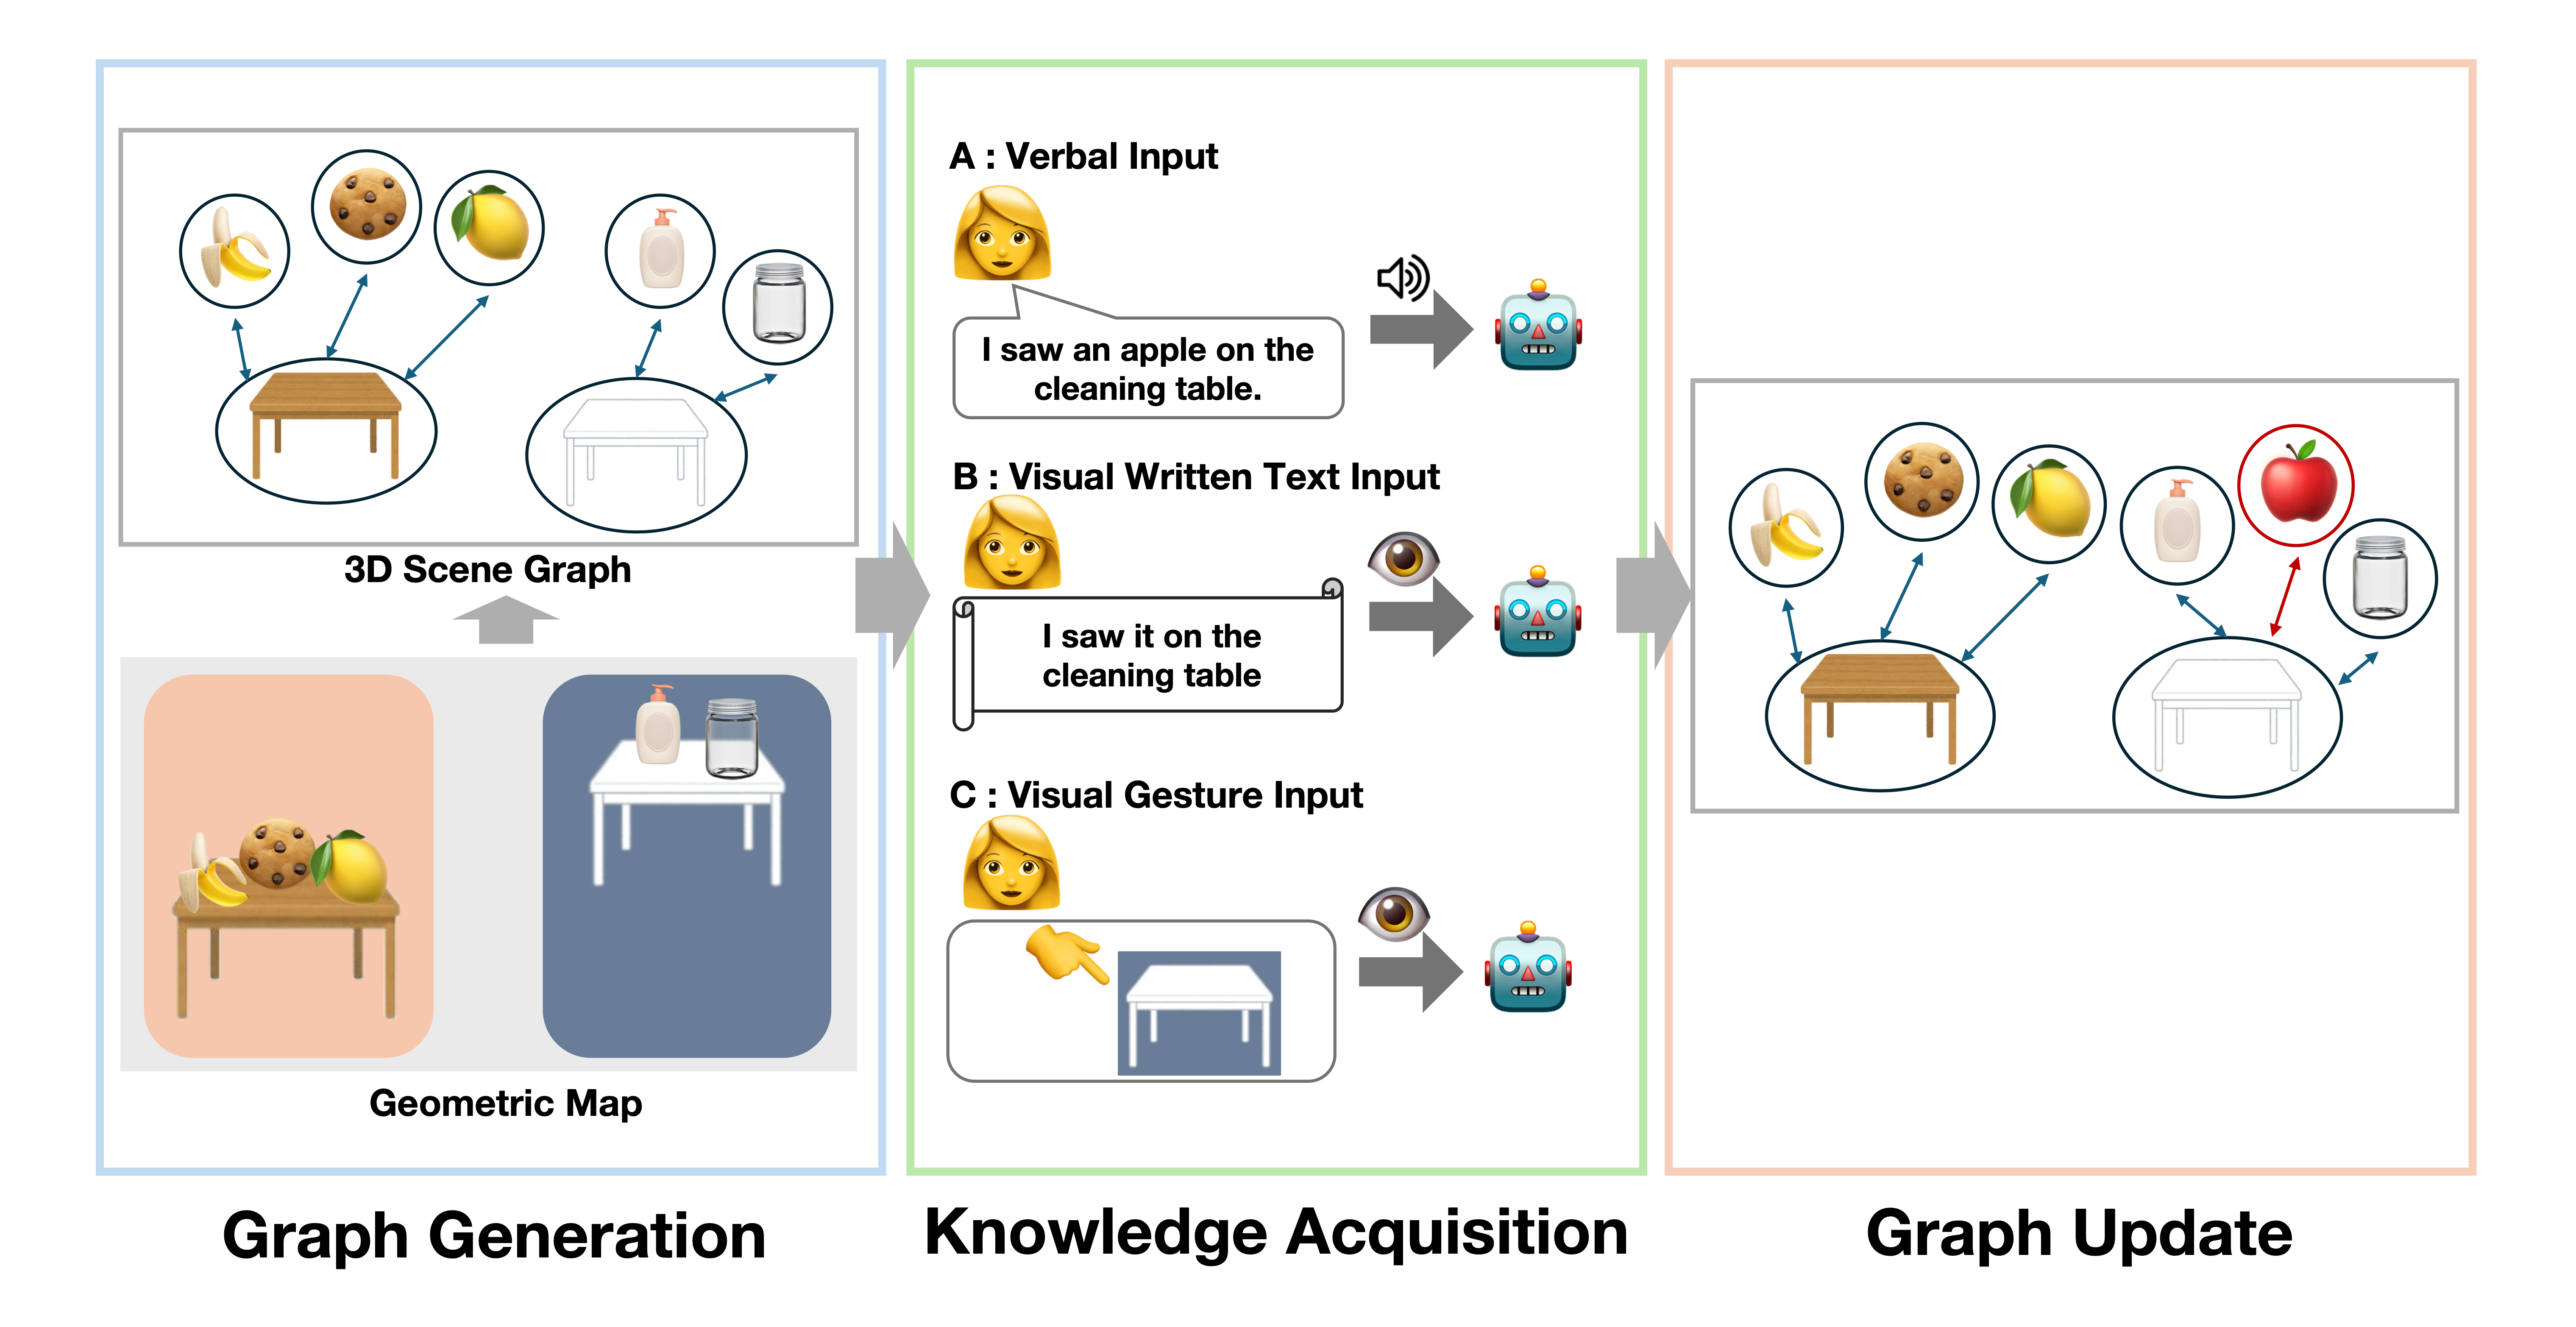 3D Scene Graph
Geometric Map
Graph Generation
A : Verbal Input
I saw an apple on the
cleaning table.
B : Visual Written Text Input
I saw it on the
cleaning table
C : Visual Gesture Input
Knowledge Acquisition
Graph Update